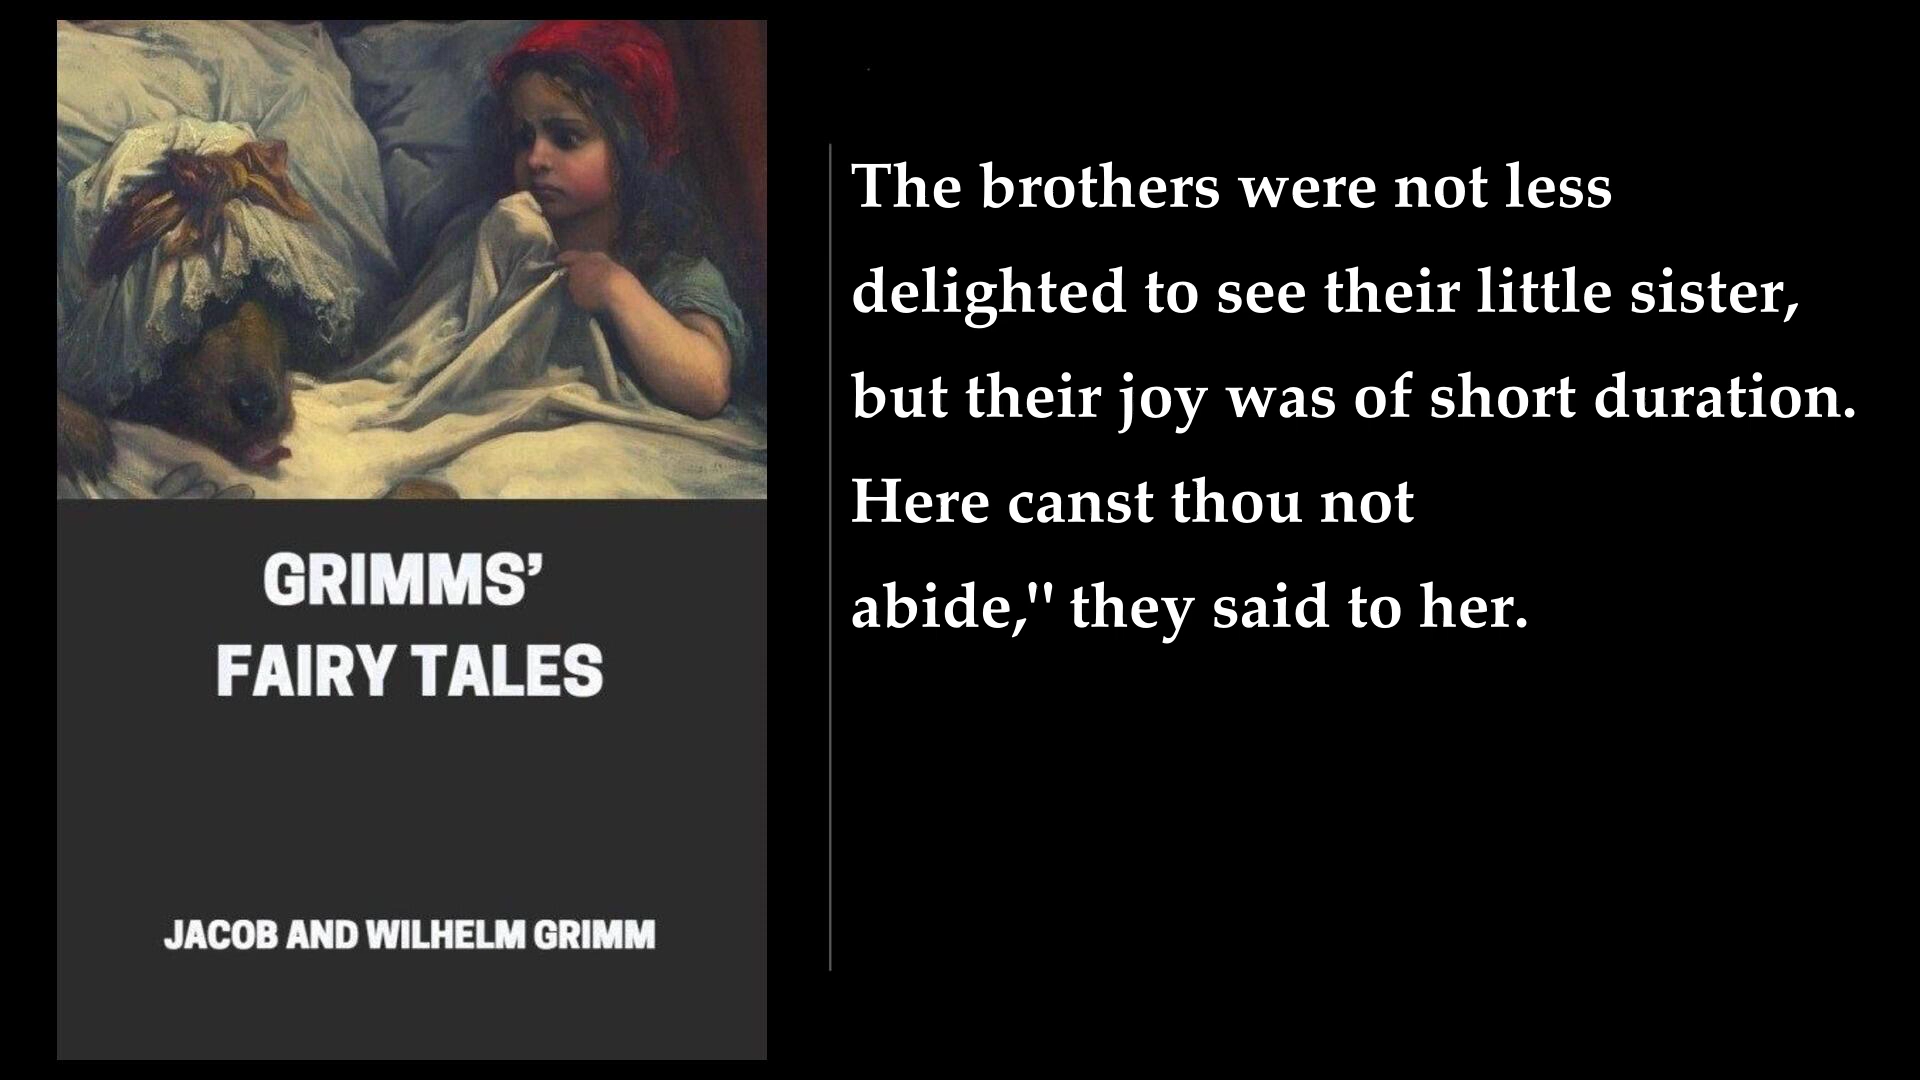 GRIMMS’
FAIRY TALES
JACOB AND WILHELM GRIMM
The brothers were not less
delighted to see their little sister,
but their joy was of short duration.
Here canst thou not
abide," they said to her.